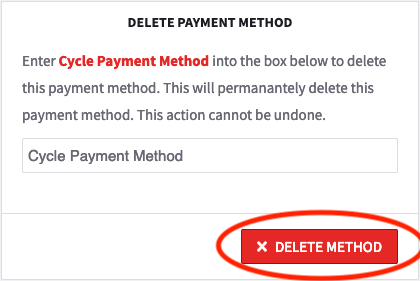 DELETE PAYMENT METHOD
Enter Cycle Payment Method into the box below to delete
this payment method. This will permanantely delete this
payment method. This action cannot be undone.
Cycle Payment Method
✕ DELETE METHOD